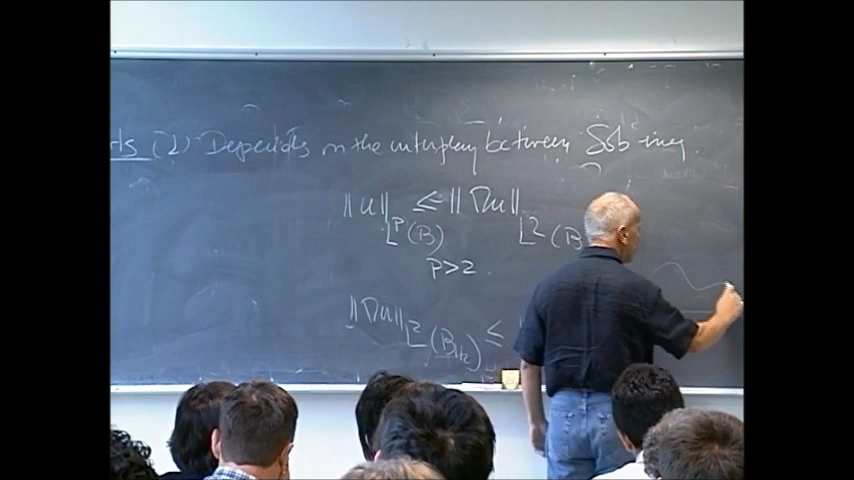 (2) Depends on the interplay between Sob ineq.
‖u‖ ≤ ‖∇u‖
L^p(B) L^2(B
p>2.
‖∇u‖ L^2(B_{1/2}) ≤